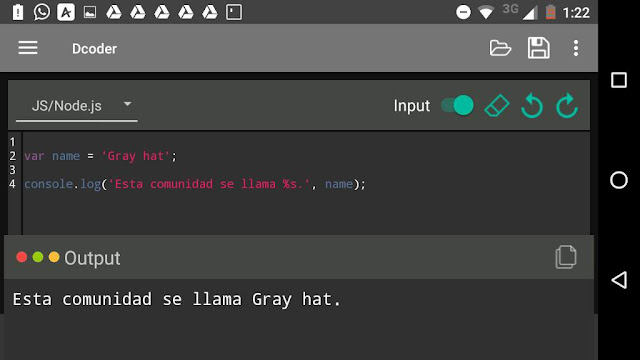 3G 1:22
Dcoder
JS/Node.js Input
1
2 var name = 'Gray hat';
3
4 console.log('Esta comunidad se llama %s.', name);
Output
Esta comunidad se llama Gray hat.